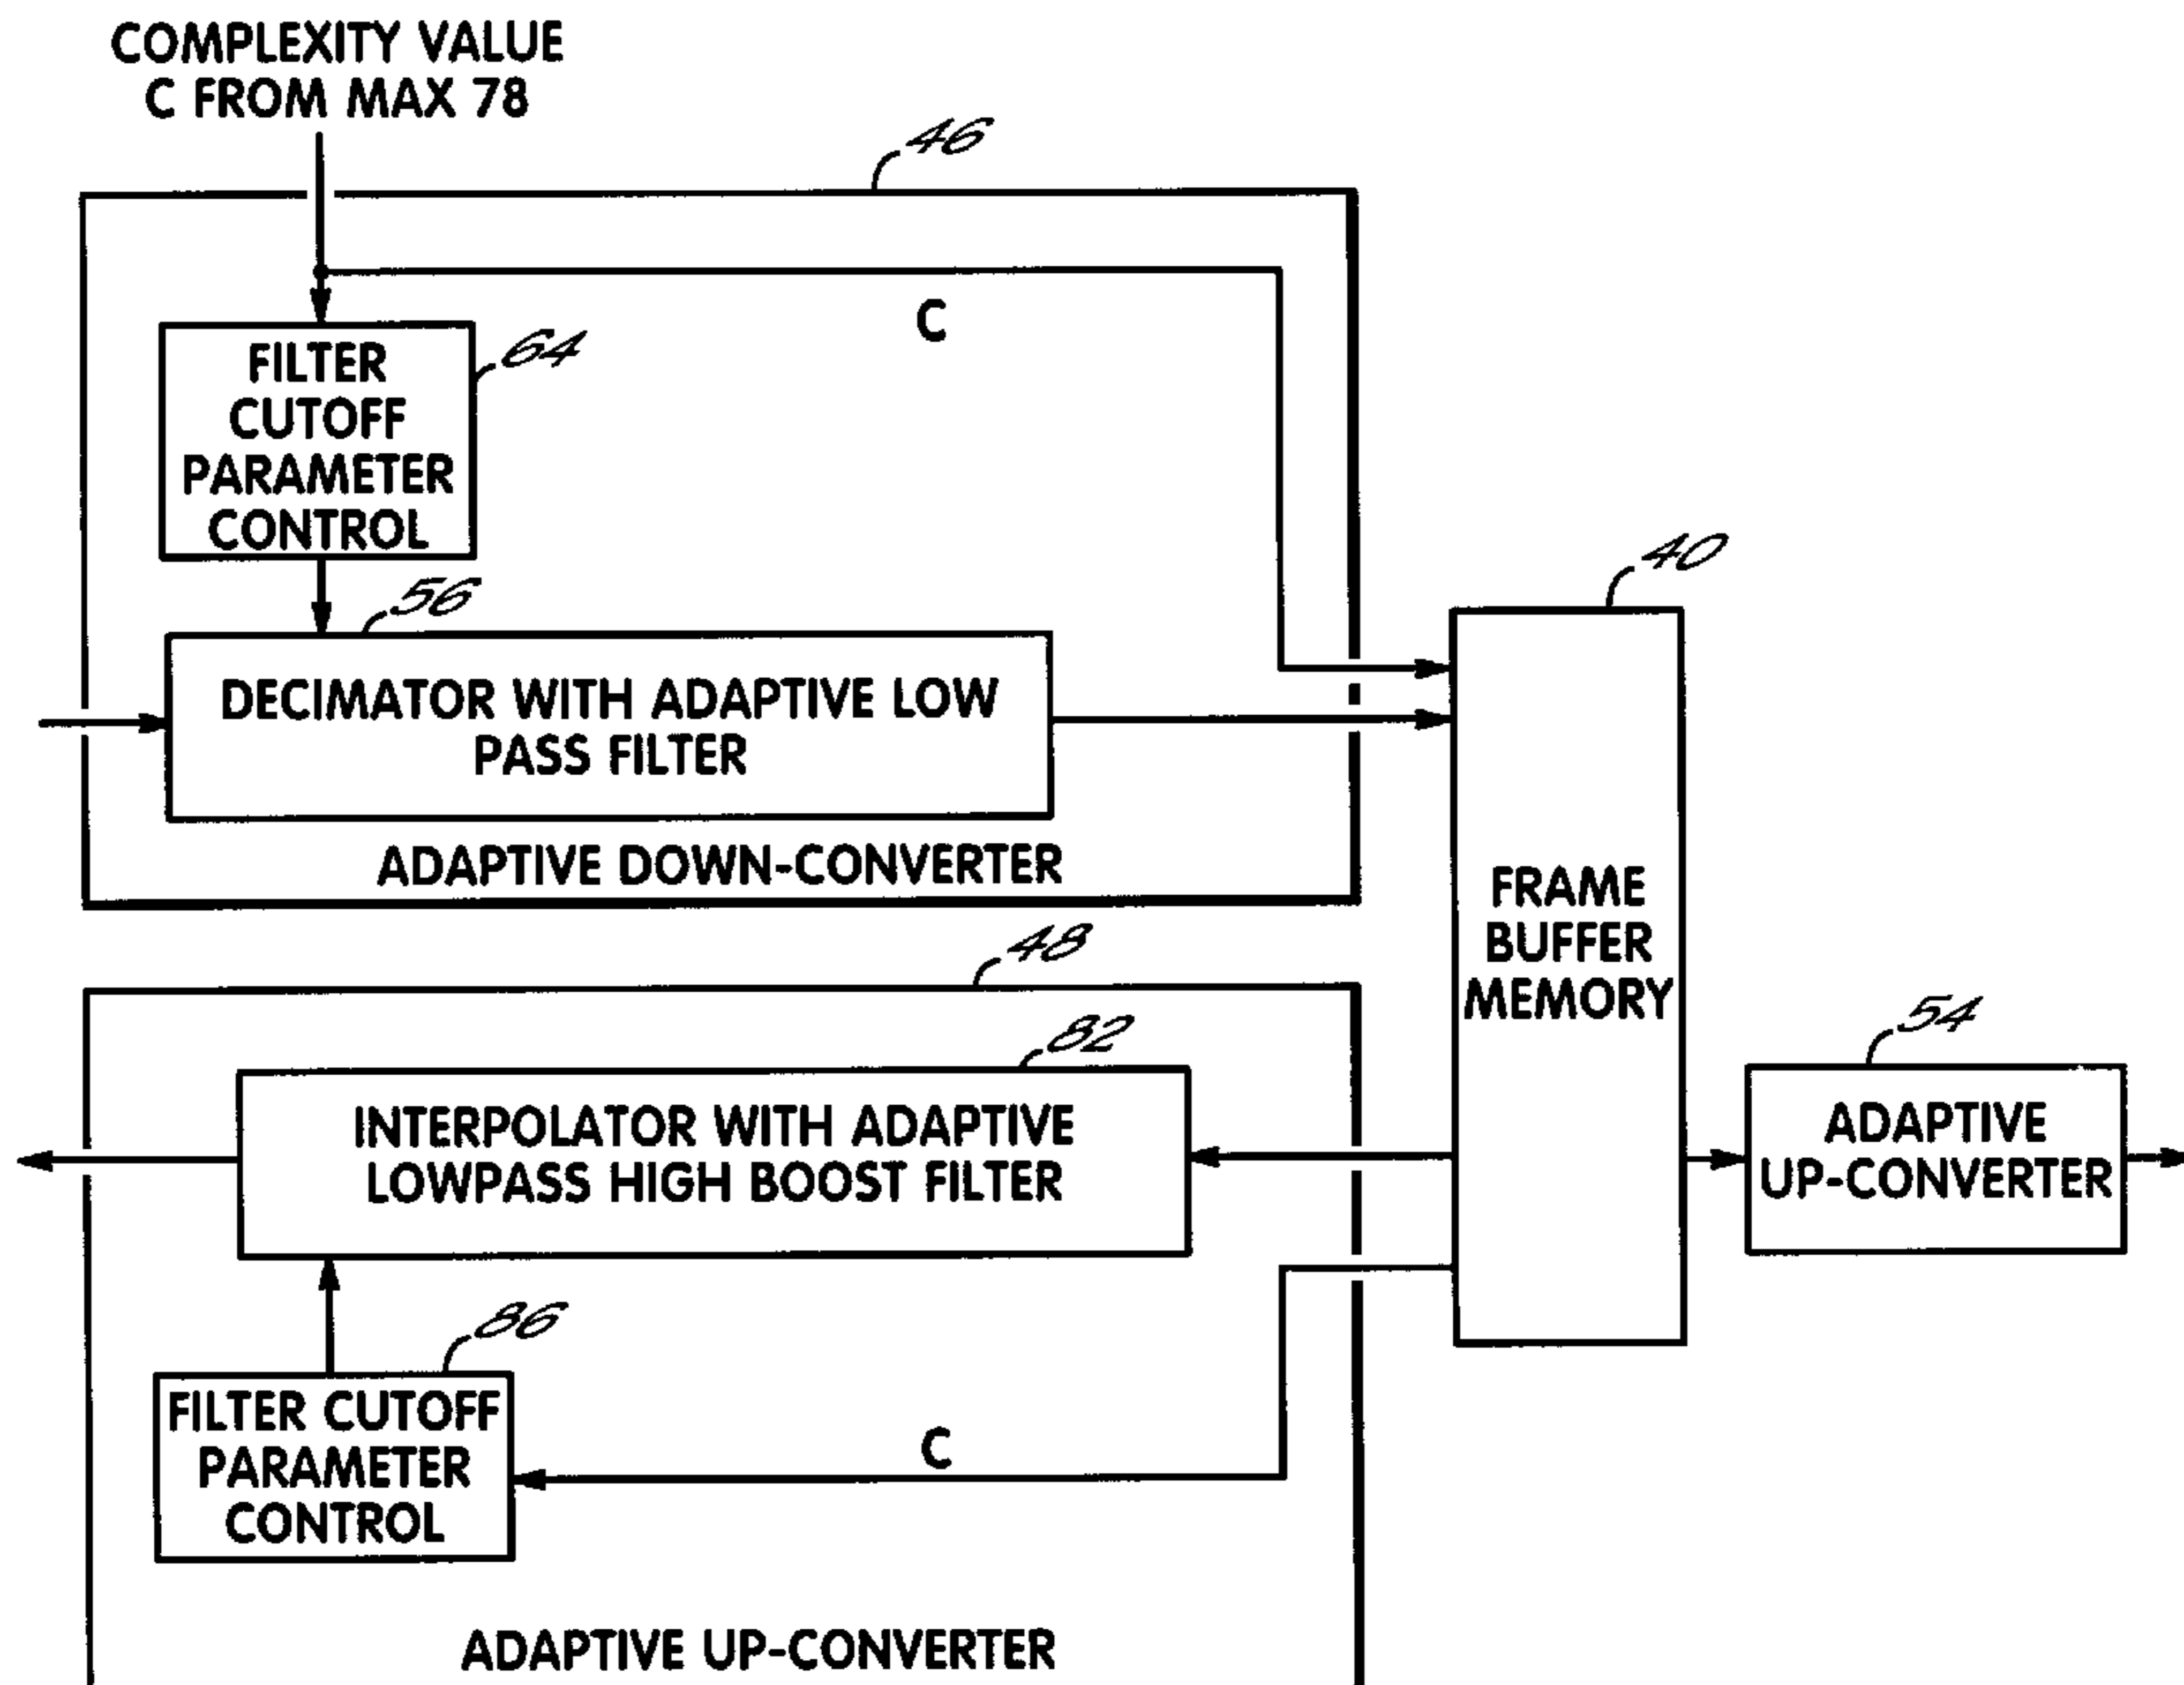 COMPLEXITY VALUE
C FROM MAX 78
46
C
FILTER
CUTOFF
PARAMETER
CONTROL
64
56
DECIMATOR WITH ADAPTIVE LOW
PASS FILTER
ADAPTIVE DOWN-CONVERTER
40
FRAME
BUFFER
MEMORY
48
82
INTERPOLATOR WITH ADAPTIVE
LOWPASS HIGH BOOST FILTER
54
ADAPTIVE
UP-CONVERTER
86
FILTER CUTOFF
PARAMETER
CONTROL
C
ADAPTIVE UP-CONVERTER